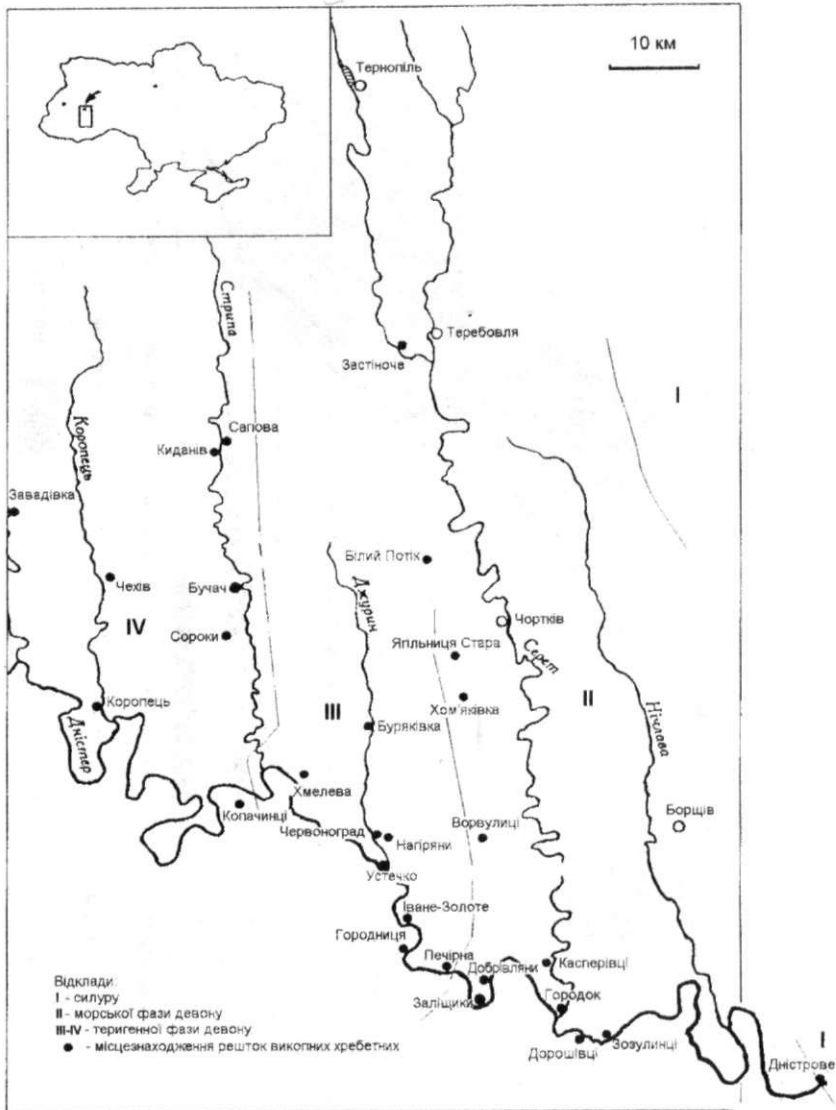 10 км
Тернопіль
Стрипа
Теребовля
Застіноче
I
Коропець
Сапова
Киданів
Завадівка
Білий Потік
Чехів
Бучач
Джурин
Чортків
IV
Сороки
Ягільниця Стара
Серет
II
Хом'яківка
Коропець
III
Буряківка
Нічлава
Дністер
Хмелева
Копачинці
Борщів
Червоноград
Нагіряни
Ворвулиці
Устечко
Іване-Золоте
Городниця
Печірна
Добрівляни
Касперівці
Заліщики
Городок
Дорошівці
Зозулинці
I
Дністрове
Відклади:
I - силуру
II - морської фази девону
III-IV - теригенної фази девону
● - місцезнаходження решток викопних хребетних